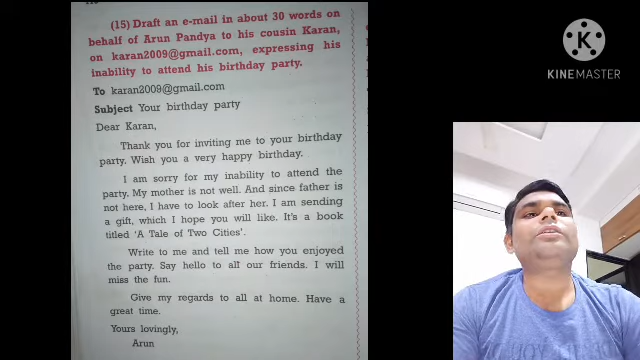 (15) Draft an e-mail in about 30 words on
behalf of Arun Pandya to his cousin Karan,
on karan2009@gmail.com, expressing his
inability to attend his birthday party.
To karan2009@gmail.com
Subject Your birthday party
Dear Karan,
Thank you for inviting me to your birthday
party. Wish you a very happy birthday.
I am sorry for my inability to attend the
party. My mother is not well. And since father is
not here, I have to look after her. I am sending
a gift, which I hope you will like. It's a book
titled 'A Tale of Two Cities'.
Write to me and tell me how you enjoyed
the party. Say hello to all our friends. I will
miss the fun.
Give my regards to all at home. Have a
great time.
Yours lovingly,
Arun
K
KINEMASTER